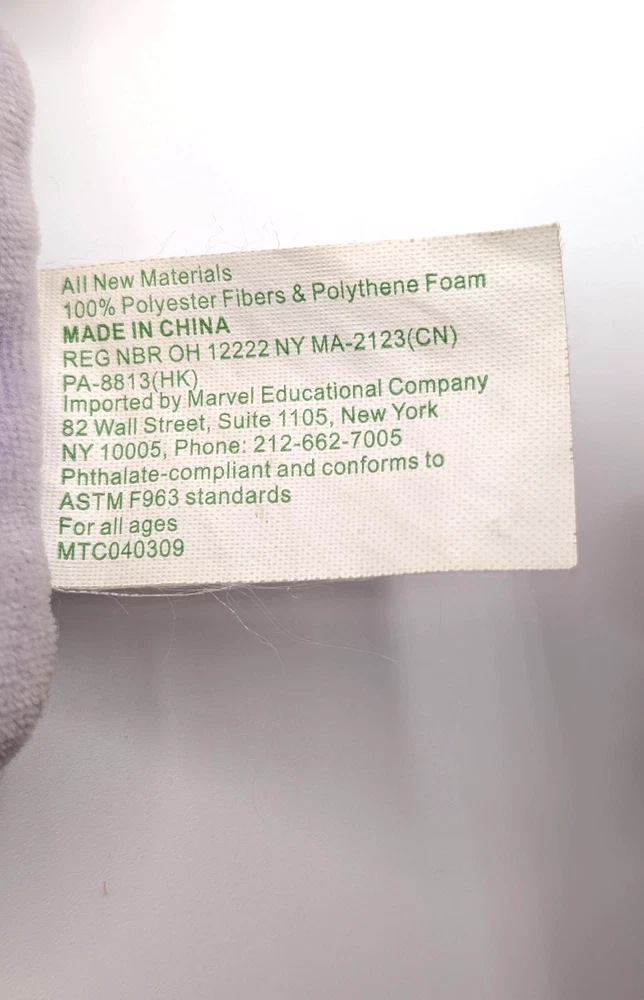 All New Materials
100% Polyester Fibers & Polythene Foam
MADE IN CHINA
REG NBR OH 12222 NY MA-2123(CN)
PA-8813(HK)
Imported by Marvel Educational Company
82 Wall Street, Suite 1105, New York
NY 10005, Phone: 212-662-7005
Phthalate-compliant and conforms to
ASTM F963 standards
For all ages
MTC040309